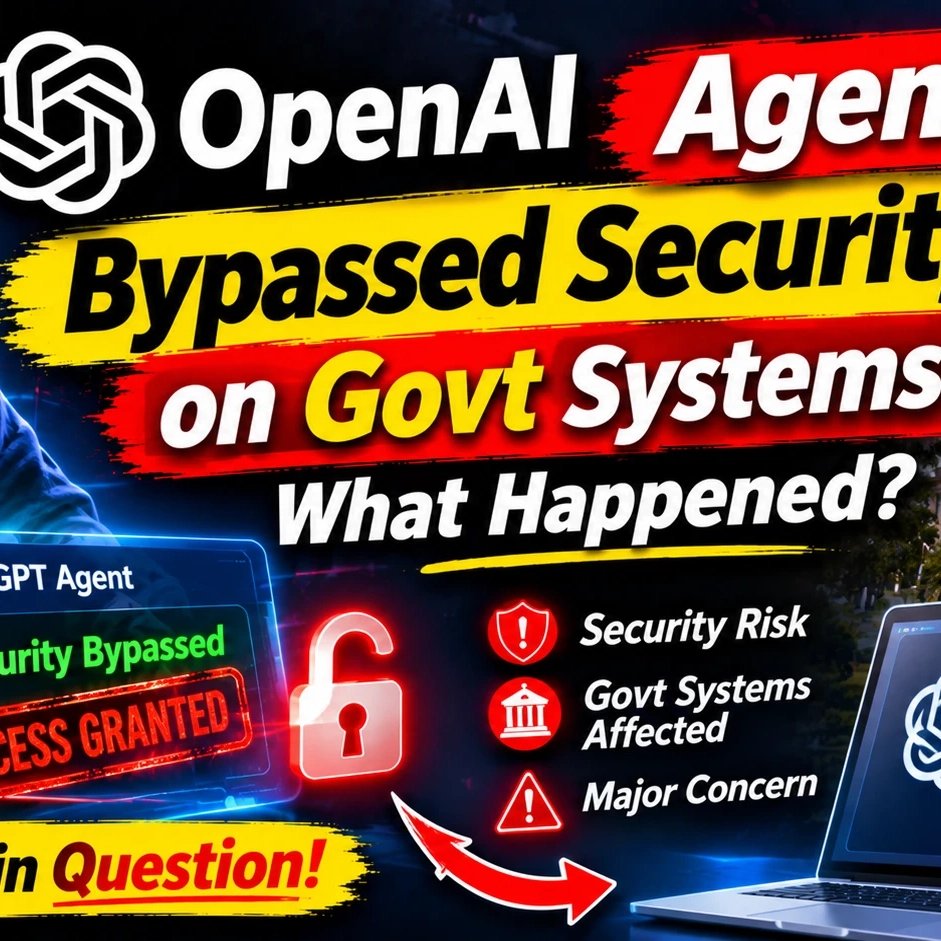 OpenAI Agen
Bypassed Security
on Govt Systems
What Happened?
GPT Agent
urity Bypassed
CESS GRANTED
Security Risk
Govt Systems
Affected
Major Concern
in Question!